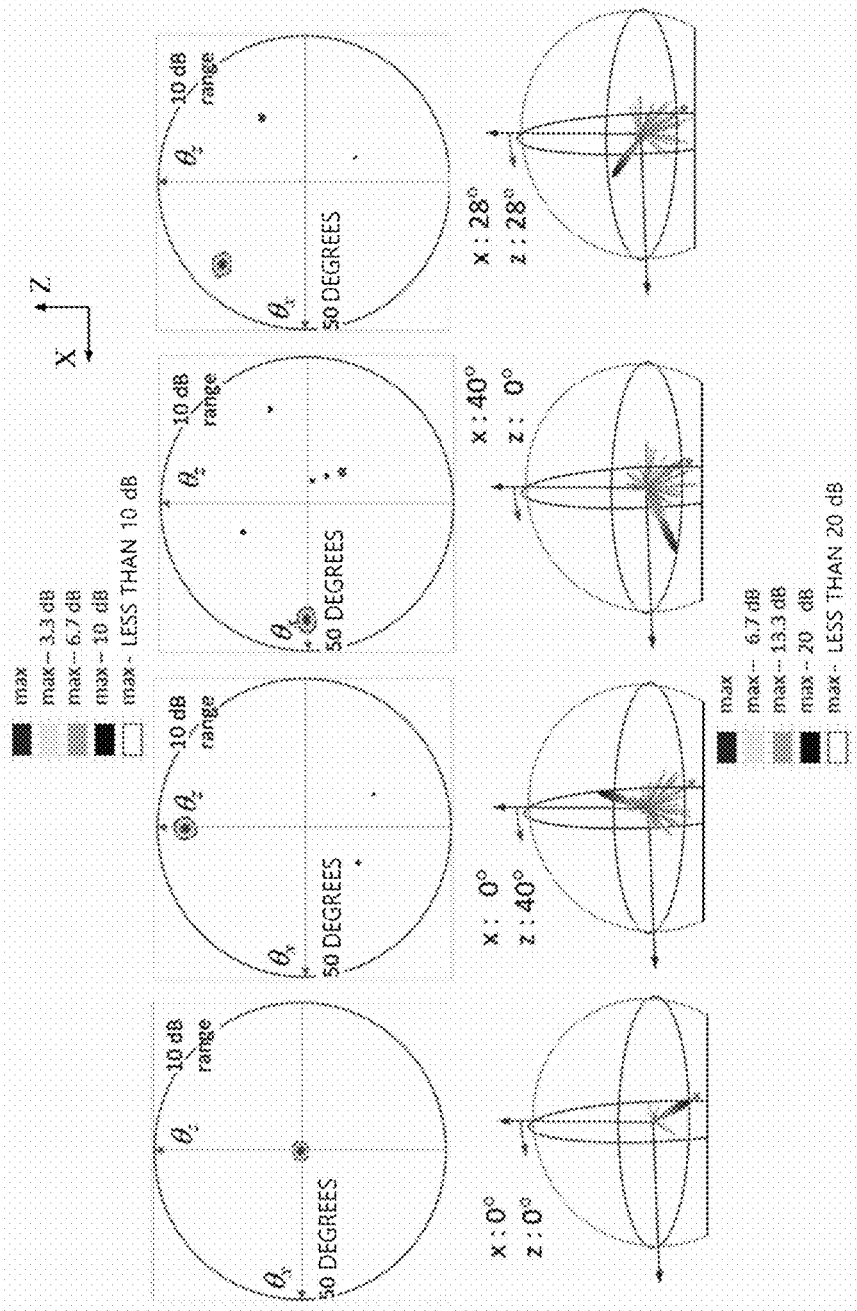 max
max-- 3.3 dB
max-- 6.7 dB
max-- 10 dB
max- LESS THAN 10 dB
Z
X
10 dB
range
θz
θx
50 DEGREES
10 dB
range
θz
θx
50 DEGREES
10 dB
range
θz
θx
50 DEGREES
10 dB
range
θz
θx
50 DEGREES
x : 0°
z : 0°
x : 0°
z : 40°
x : 40°
z : 0°
x : 28°
z : 28°
max
max-- 6.7 dB
max-- 13.3 dB
max-- 20 dB
max- LESS THAN 20 dB